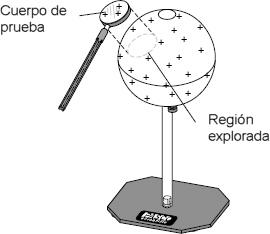 Cuerpo de
prueba
Región
explorada